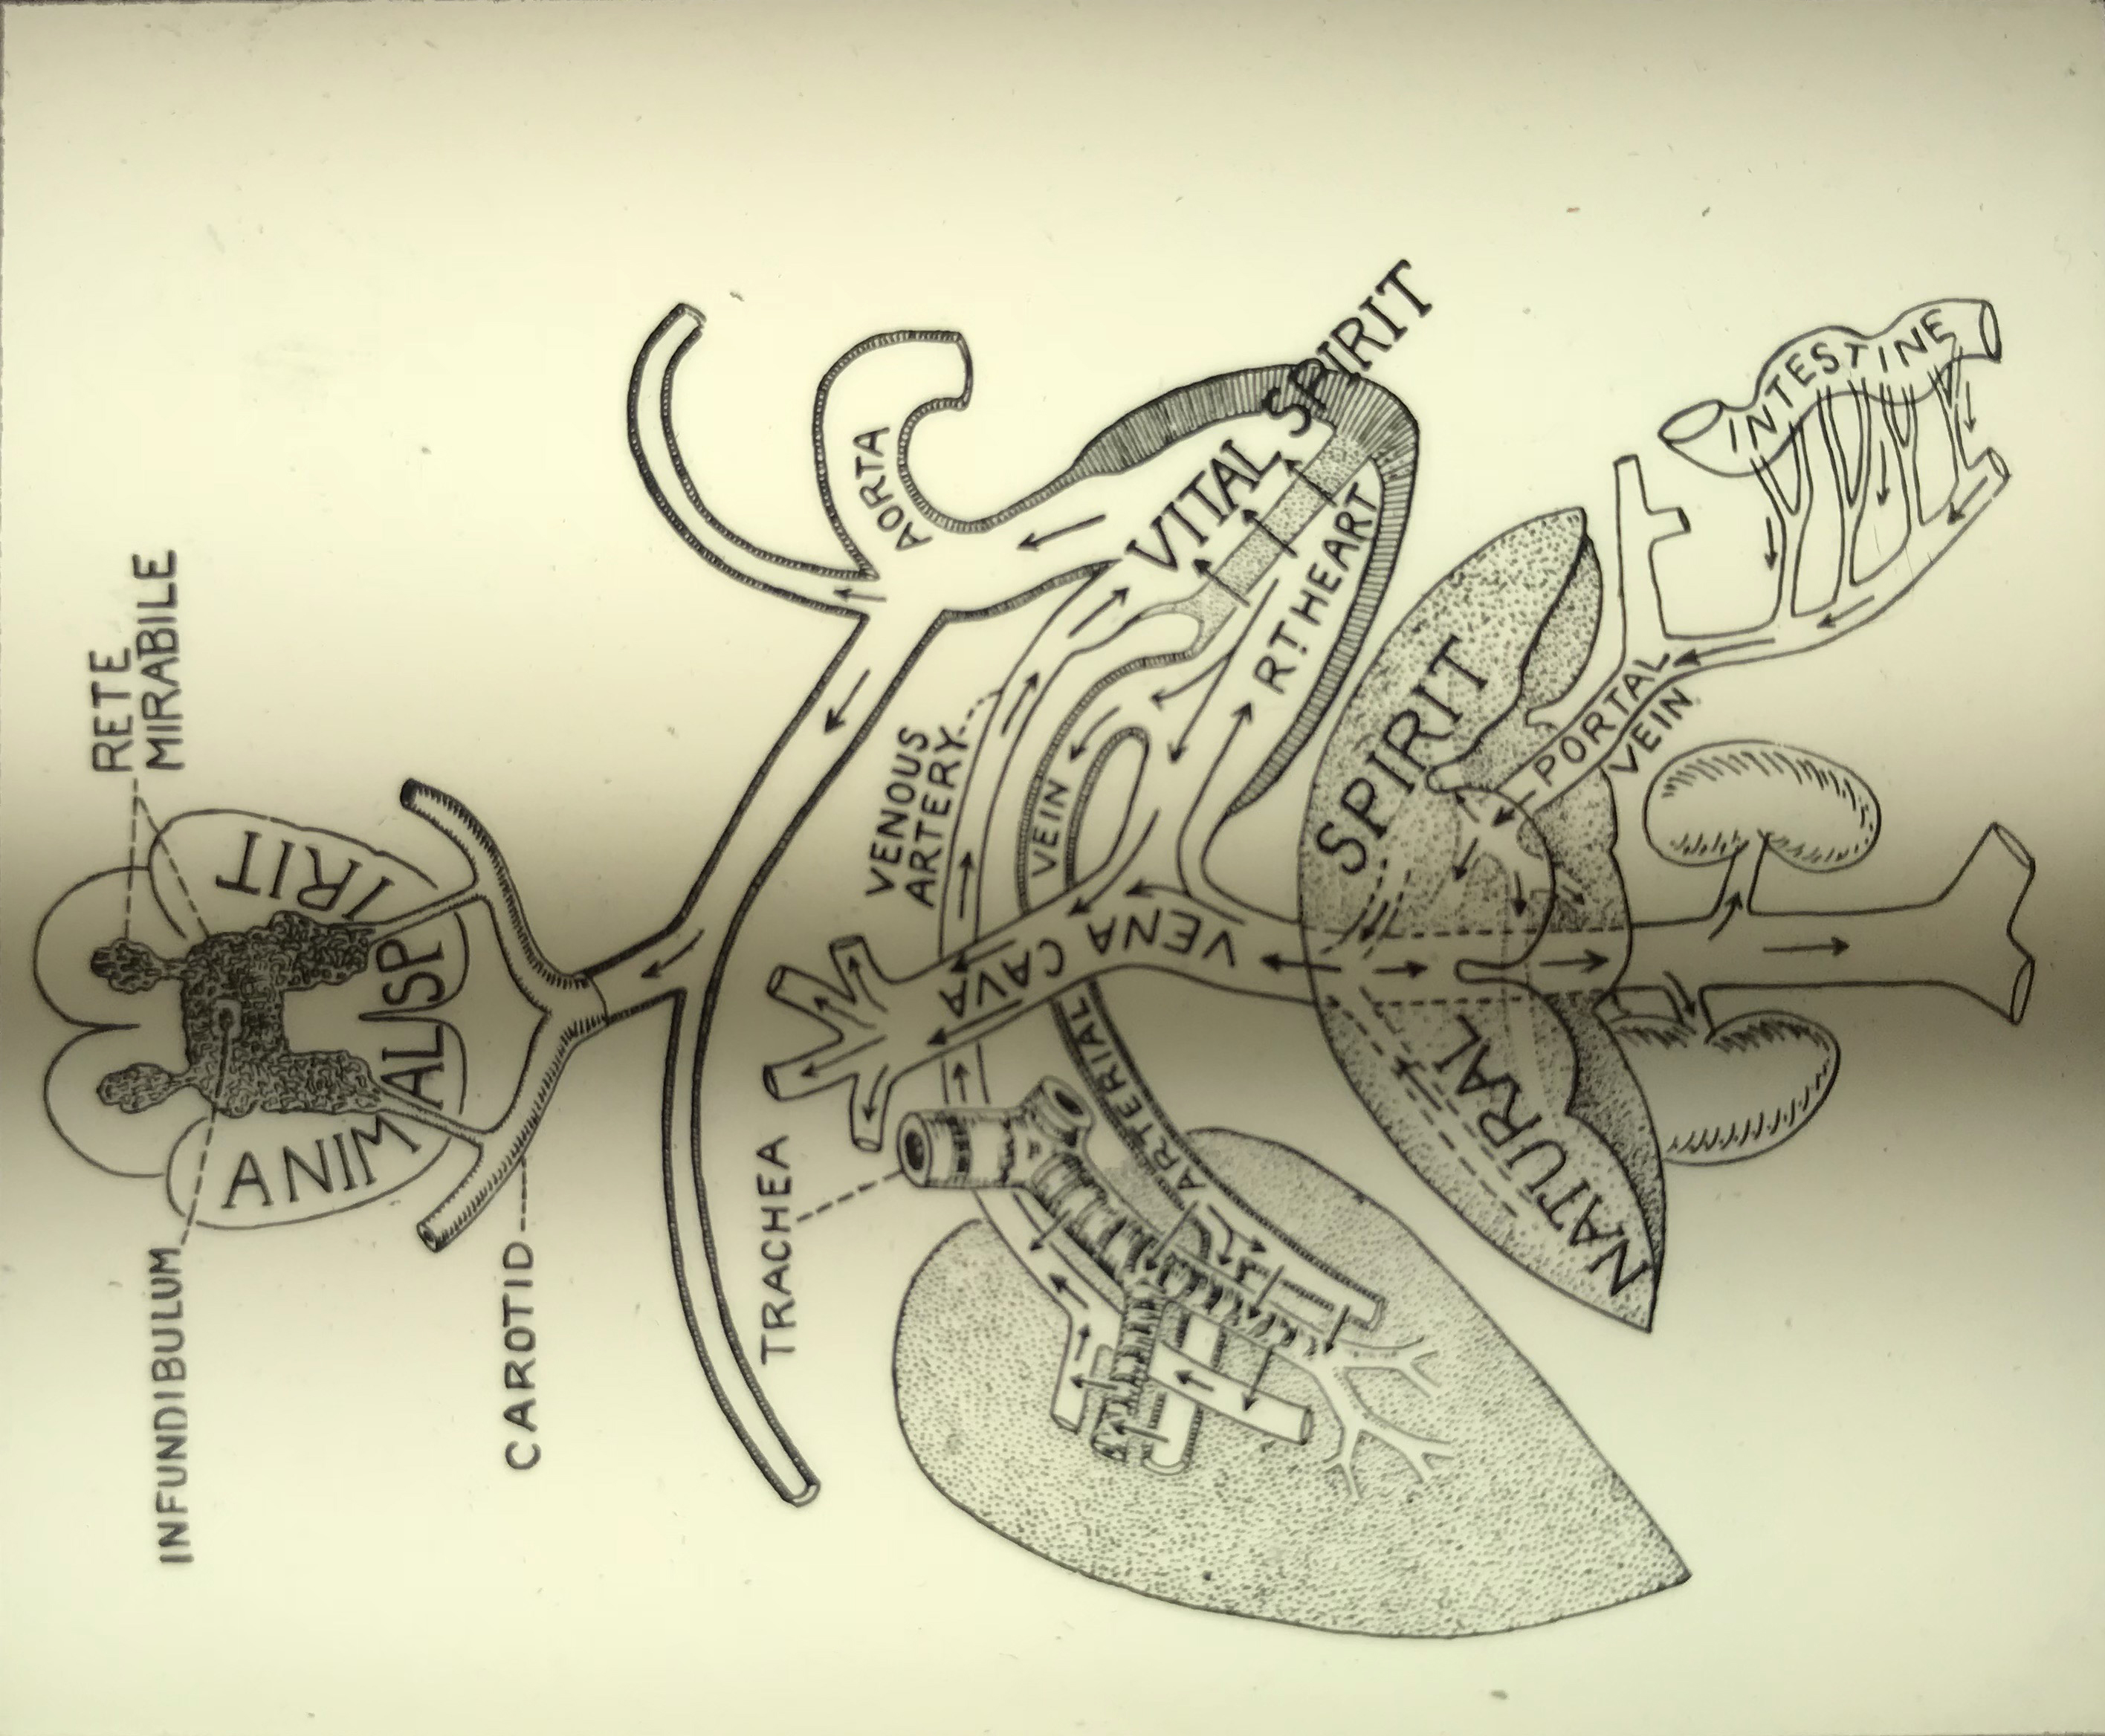 RETE
MIRABILE
INFUNDIBULUM
ANIMAL SPIRIT
CAROTID
AORTA
VENOUS
ARTERY
TRACHEA
VITAL SPIRIT
RT HEART
ARTERIAL VEIN
VENA CAVA
NATURAL SPIRIT
PORTAL
VEIN
INTESTINE